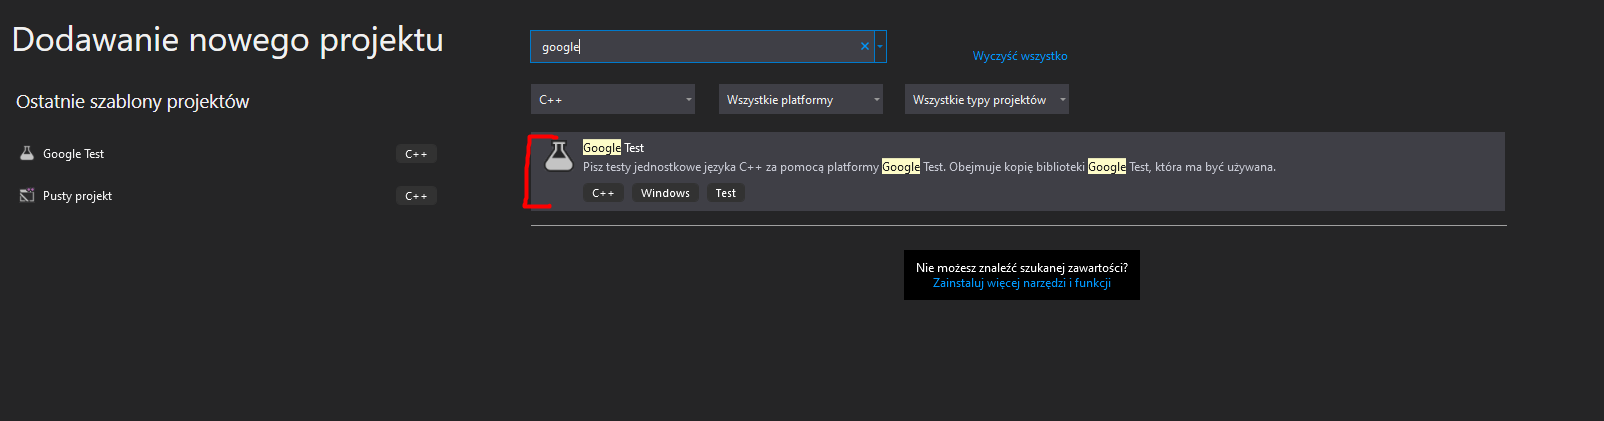 Dodawanie nowego projektu
Ostatnie szablony projektów
Google Test C++
Pusty projekt C++
google
Wyczyść wszystko
C++ Wszystkie platformy Wszystkie typy projektów
Google Test
Pisz testy jednostkowe języka C++ za pomocą platformy Google Test. Obejmuje kopię biblioteki Google Test, która ma być używana.
C++ Windows Test
Nie możesz znaleźć szukanej zawartości?
Zainstaluj więcej narzędzi i funkcji